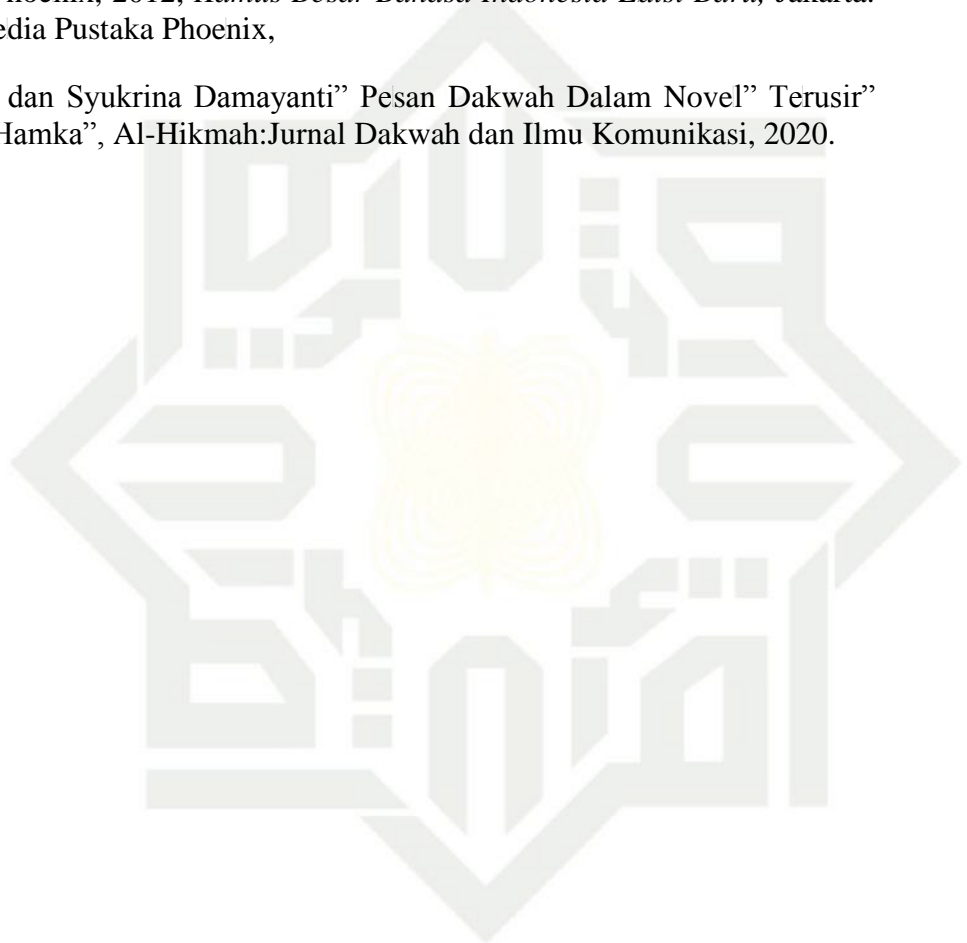 Phoenix, 2012, Kamus Besar Bahasa Indonesia Edisi Baru, Jakarta:
edia Pustaka Phoenix,
dan Syukrina Damayanti” Pesan Dakwah Dalam Novel” Terusir”
Hamka”, Al-Hikmah:Jurnal Dakwah dan Ilmu Komunikasi, 2020.